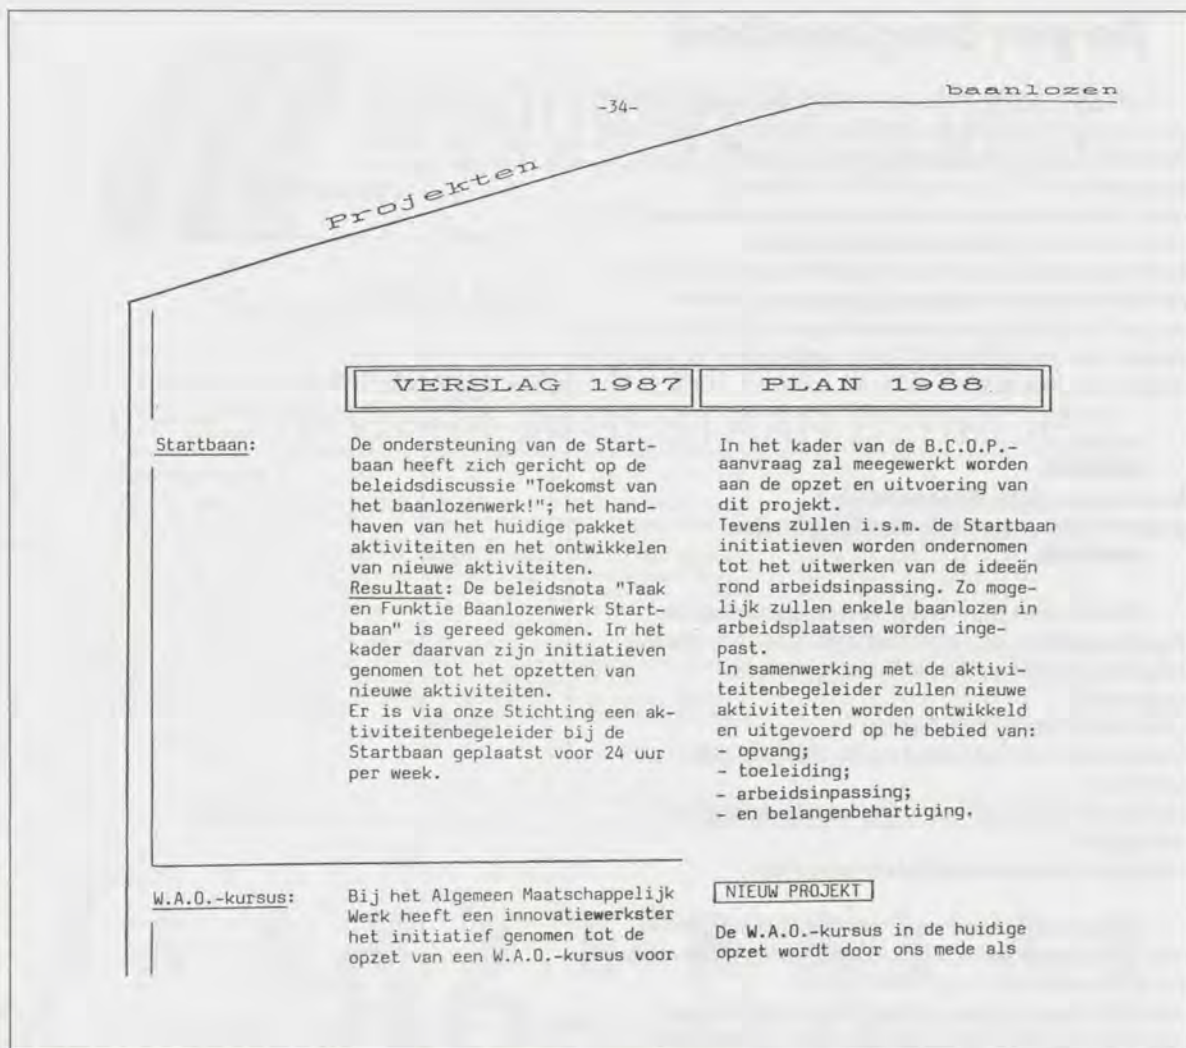 baanlozen
-34-
Projekten
VERSLAG 1987
PLAN 1988
Startbaan:
De ondersteuning van de Start-
baan heeft zich gericht op de
beleidsdiscussie "Toekomst van
het baanlozenwerk!"; het hand-
haven van het huidige pakket
aktiviteiten en het ontwikkelen
van nieuwe aktiviteiten.
Resultaat: De beleidsnota "Taak
en Funktie Baanlozenwerk Start-
baan" is gereed gekomen. In het
kader daarvan zijn initiatieven
genomen tot het opzetten van
nieuwe aktiviteiten.
Er is via onze Stichting een ak-
tiviteitenbegeleider bij de
Startbaan geplaatst voor 24 uur
per week.
In het kader van de B.C.O.P.-
aanvraag zal meegewerkt worden
aan de opzet en uitvoering van
dit projekt.
Tevens zullen i.s.m. de Startbaan
initiatieven worden ondernomen
tot het uitwerken van de ideeën
rond arbeidsinpassing. Zo moge-
lijk zullen enkele baanlozen in
arbeidsplaatsen worden inge-
past.
In samenwerking met de aktivi-
teitenbegeleider zullen nieuwe
aktiviteiten worden ontwikkeld
en uitgevoerd op he bebied van:
- opvang;
- toeleiding;
- arbeidsinpassing;
- en belangenbehartiging.
W.A.O.-kursus:
Bij het Algemeen Maatschappelijk
Werk heeft een innovatiewerkster
het initiatief genomen tot de
opzet van een W.A.O.-kursus voor
NIEUW PROJEKT
De W.A.O.-kursus in de huidige
opzet wordt door ons mede als